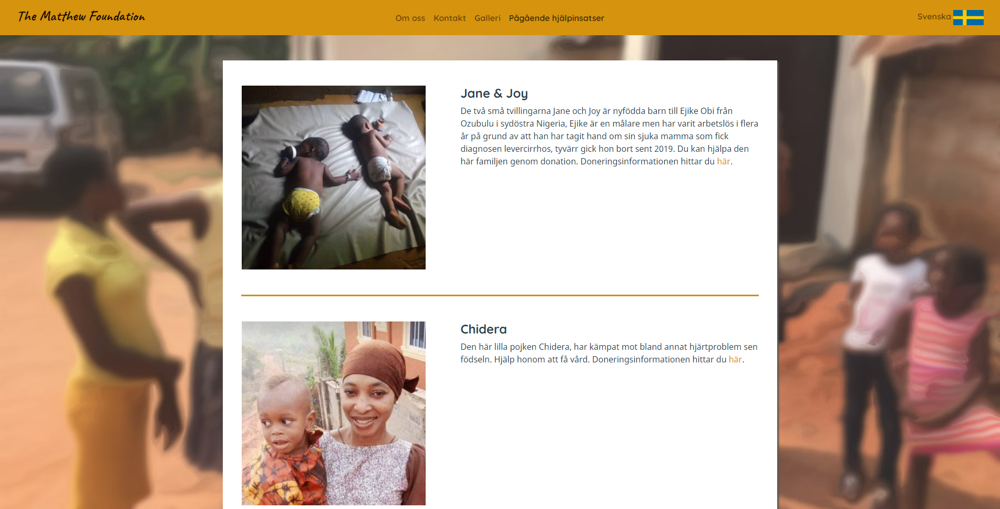 The Matthew Foundation
Om oss Kontakt Galleri Pågående hjälpinsatser
Svenska
Jane & Joy
De två små tvillingarna Jane och Joy är nyfödda barn till Ejike Obi från
Ozubulu i sydöstra Nigeria, Ejike är en målare men har varit arbetslös i flera
år på grund av att han har tagit hand om sin sjuka mamma som fick
diagnosen levercirrhos, tyvärr gick hon bort sent 2019. Du kan hjälpa den
här familjen genom donation. Doneringsinformationen hittar du här.
Chidera
Den här lilla pojken Chidera, har kämpat mot bland annat hjärtproblem sen
födseln. Hjälp honom att få vård. Doneringsinformationen hittar du här.